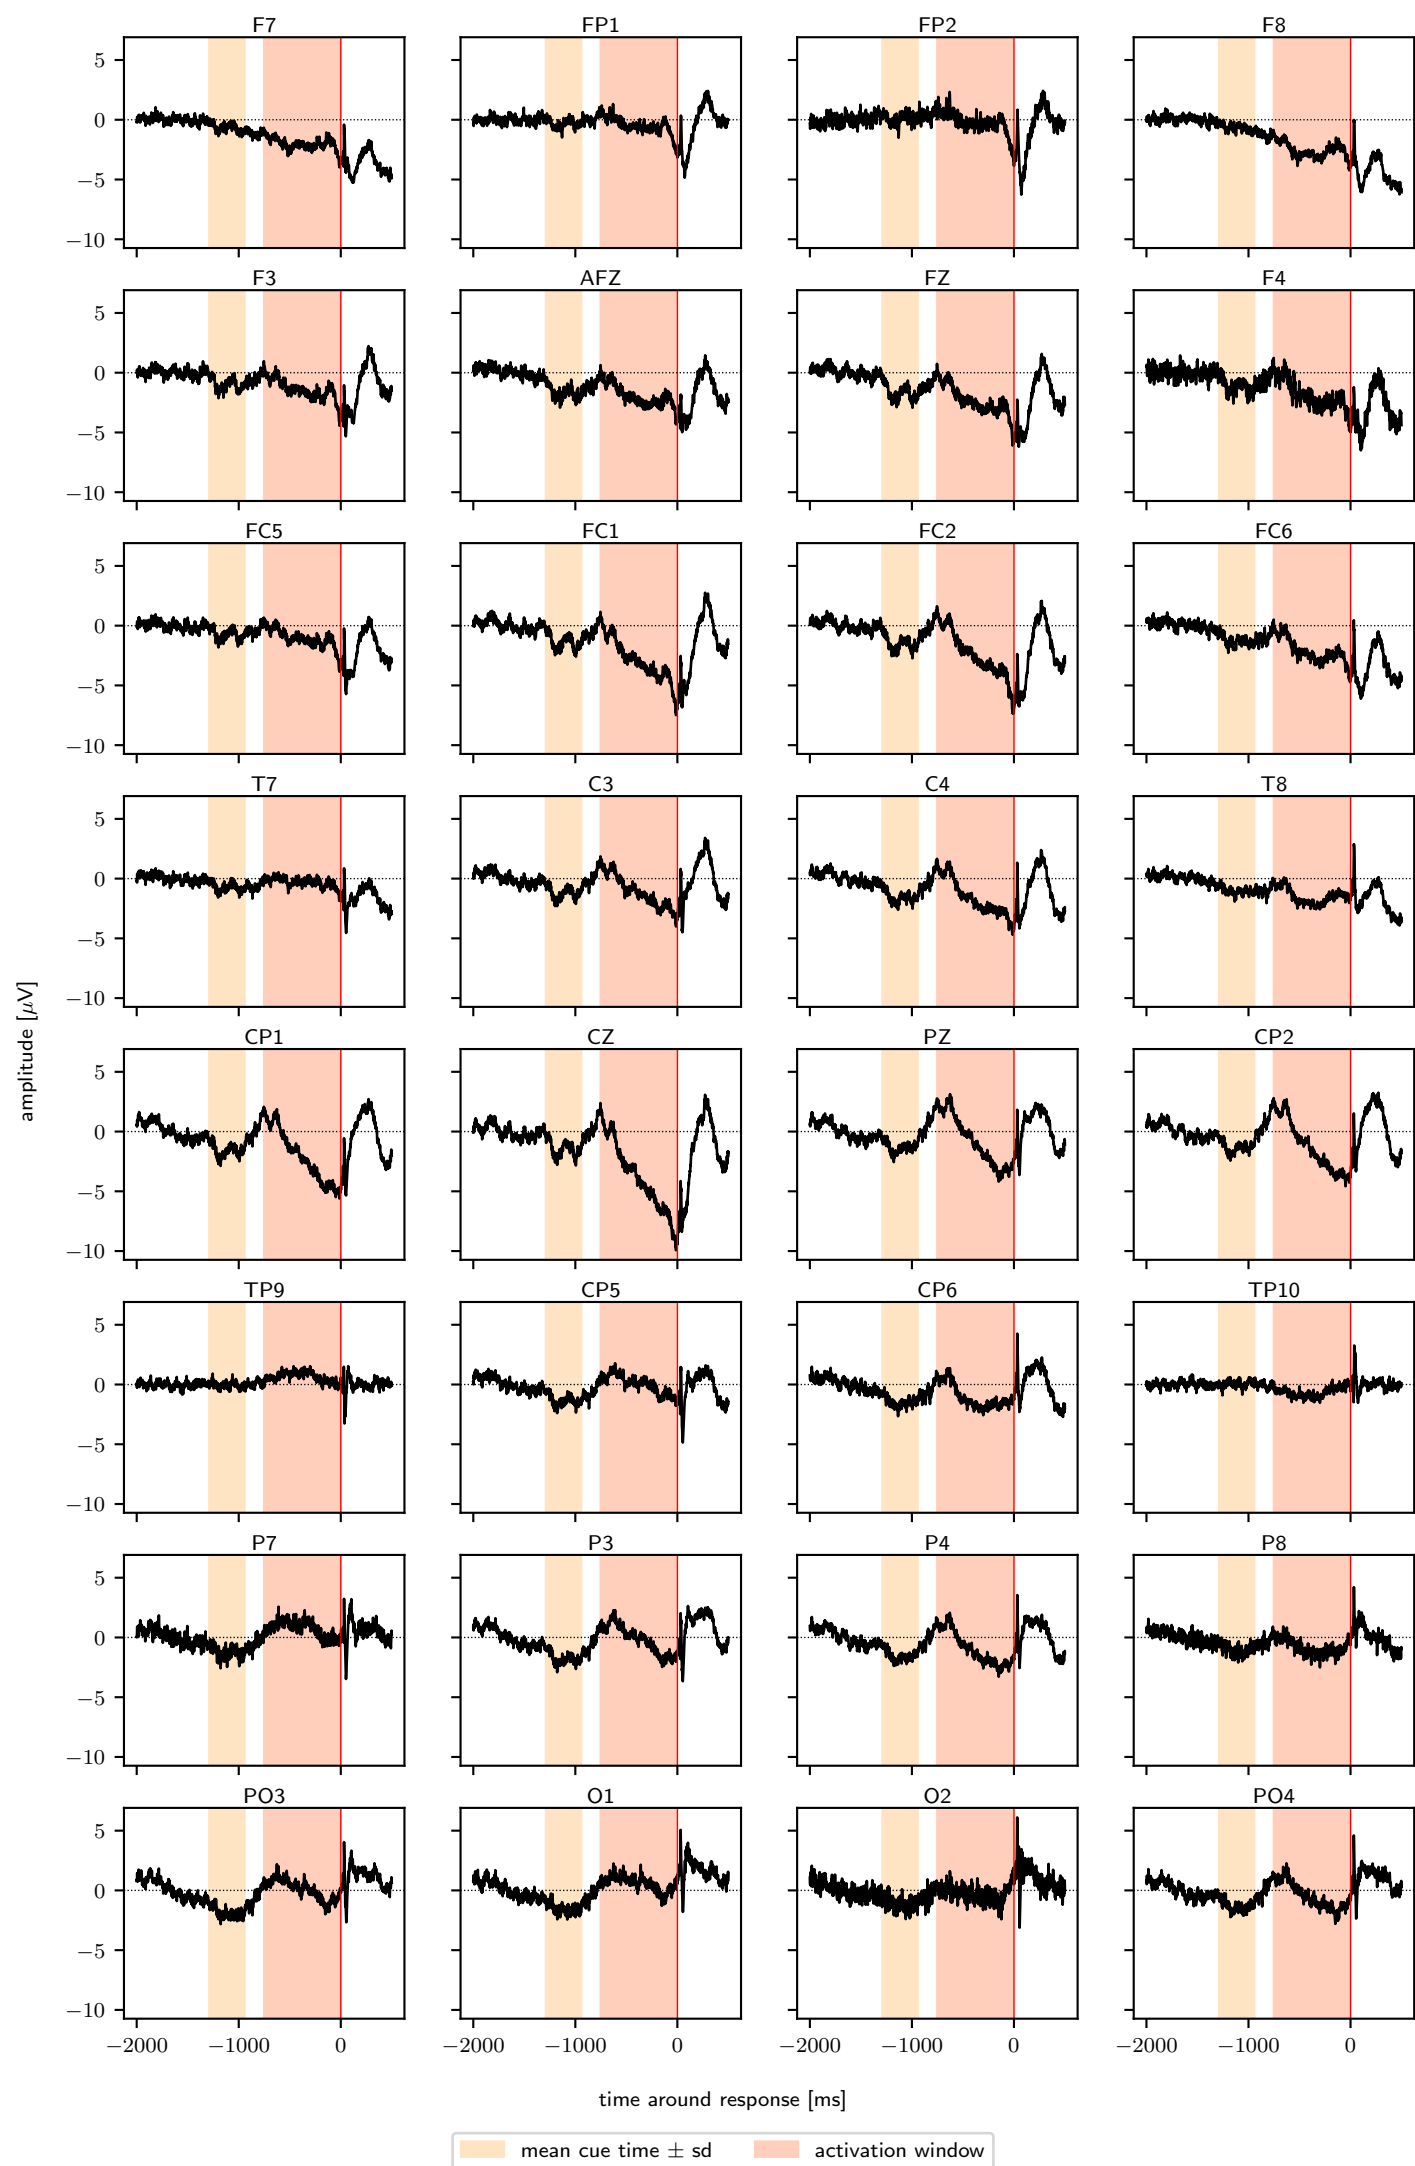 F7 FP1 FP2 F8
5
0
−5
−10
F3 AFZ FZ F4
5
0
−5
−10
FC5 FC1 FC2 FC6
5
0
−5
−10
T7 C3 C4 T8
5
0
−5
−10
amplitude [μV]
CP1 CZ PZ CP2
5
0
−5
−10
TP9 CP5 CP6 TP10
5
0
−5
−10
P7 P3 P4 P8
5
0
−5
−10
PO3 O1 O2 PO4
5
0
−5
−10
−2000 −1000 0 −2000 −1000 0 −2000 −1000 0 −2000 −1000 0
time around response [ms]
mean cue time ± sd activation window